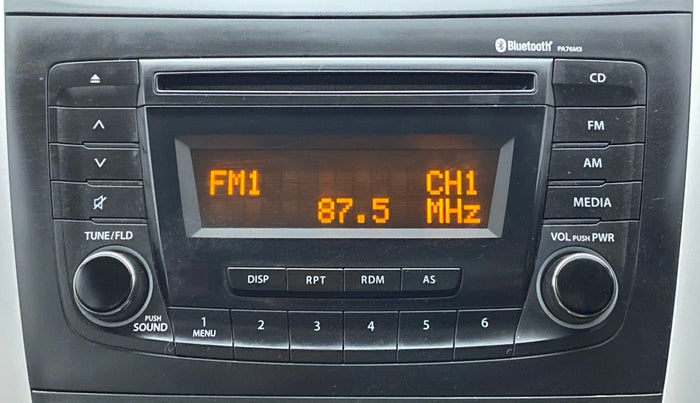 Bluetooth PA76M3
CD
FM
AM
MEDIA
FM1 CH1
87.5 MHz
TUNE/FLD
VOL PUSH PWR
DISP RPT RDM AS
PUSH
SOUND
1 2 3 4 5 6
MENU